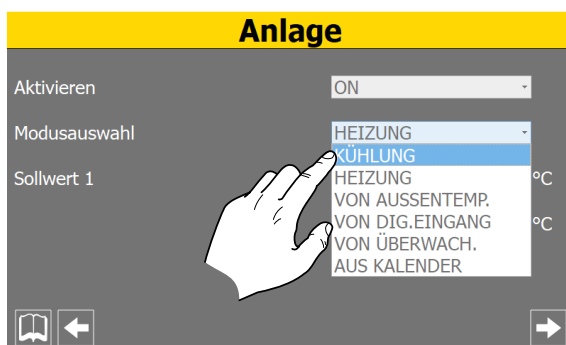 Anlage
Aktivieren ON
Modusauswahl HEIZUNG
KÜHLUNG
Sollwert 1 HEIZUNG °C
VON AUSSENTEMP.
VON DIG.EINGANG °C
VON ÜBERWACH.
AUS KALENDER